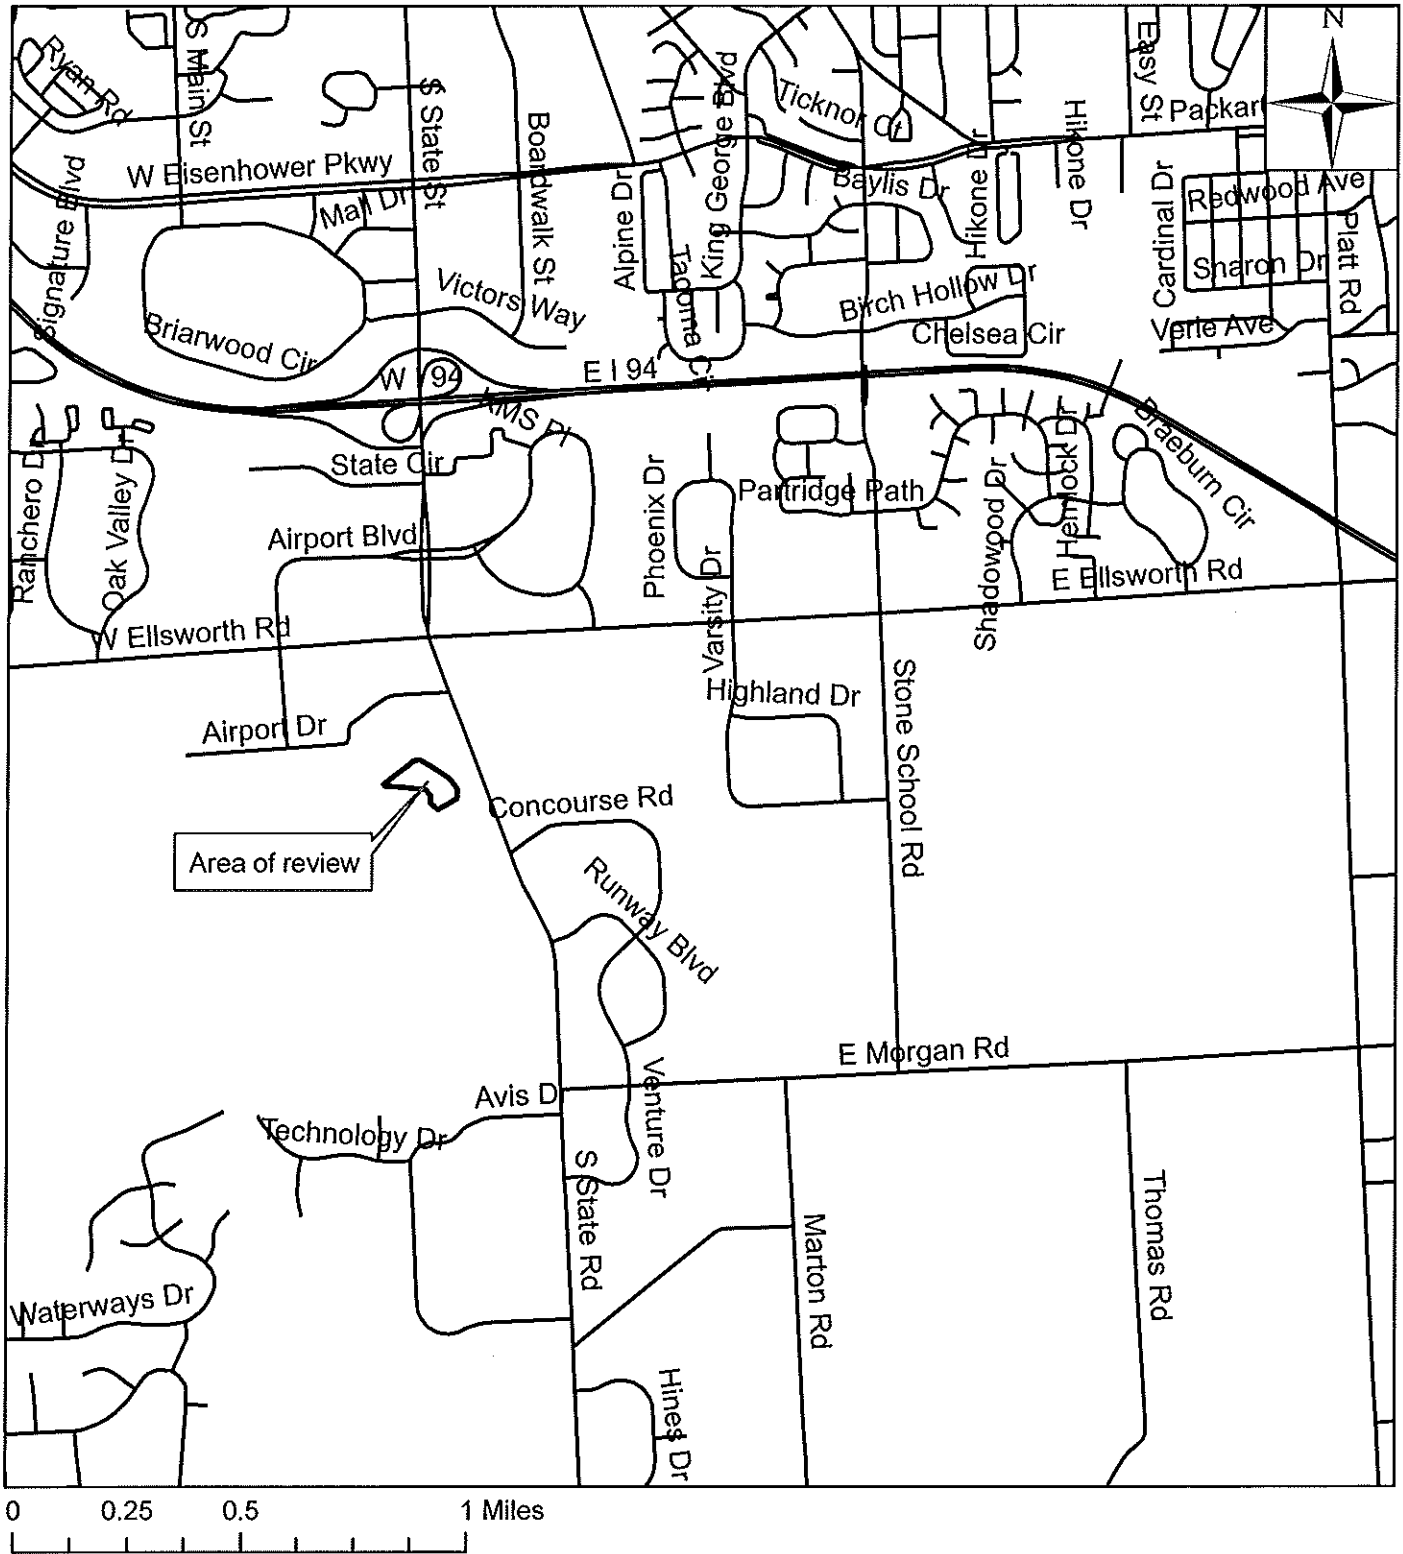 N
Ryan Rd
S Main St
S State St
Boardwalk St
King George Blvd
Ticknor Ct
Hikone Dr
Easy St
Packar
W Eisenhower Pkwy
Signature Blvd
Mall Dr
Alpine Dr
Baylis Dr
Hikone Dr
Cardinal Dr
Redwood Ave
Platt Rd
Sharon Dr
Victors Way
Tacoma Cir
Birch Hollow Dr
Briarwood Cir
Chelsea Cir
Verle Ave
W I 94
E I 94
AMS Pl
Ranchero Dr
Oak Valley Dr
State Cir
Phoenix Dr
Partridge Path
Shadowood Dr
Hemlock Dr
Braeburn Cir
Airport Blvd
Varsity Dr
E Ellsworth Rd
W Ellsworth Rd
Highland Dr
Stone School Rd
Airport Dr
Concourse Rd
Area of review
Runway Blvd
E Morgan Rd
Avis D
Venture Dr
Technology Dr
S State Rd
Thomas Rd
Marton Rd
Waterways Dr
Hines Dr
0 0.25 0.5 1 Miles